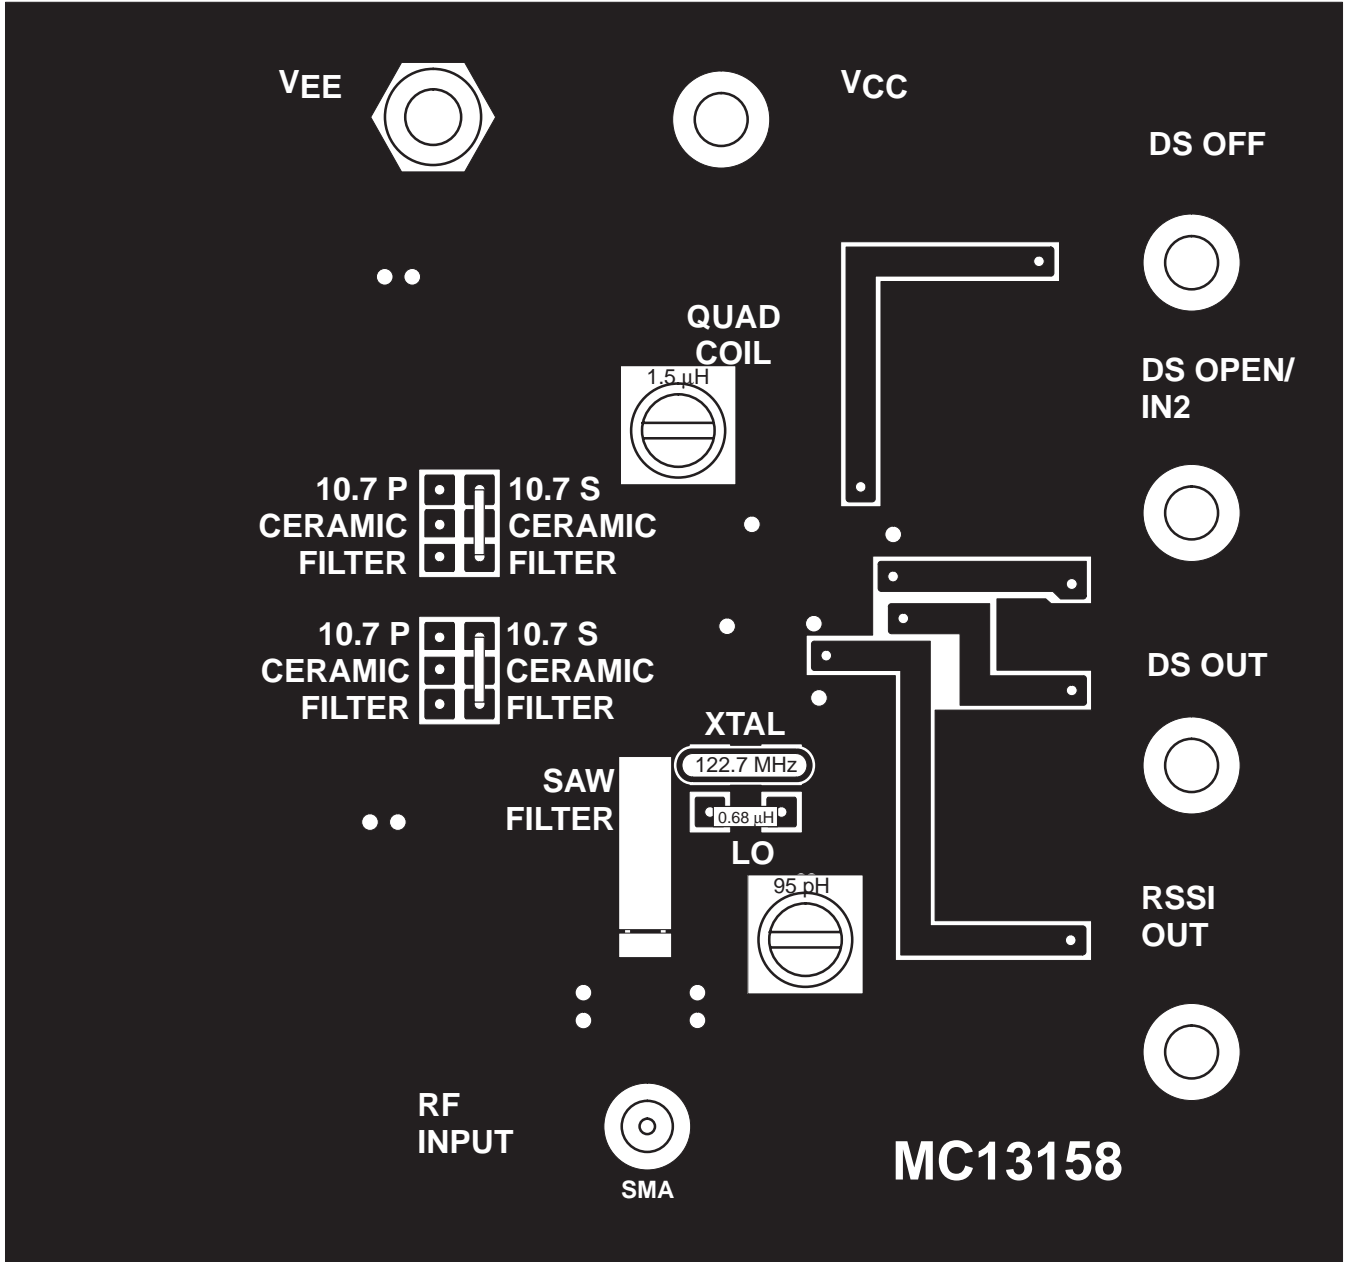 VEE
VCC
DS OFF
QUAD
COIL
1.5 µH
DS OPEN/
IN2
10.7 P
CERAMIC
FILTER
10.7 S
CERAMIC
FILTER
10.7 P
CERAMIC
FILTER
10.7 S
CERAMIC
FILTER
DS OUT
XTAL
122.7 MHz
SAW
FILTER
0.68 µH
LO
95 pH
RSSI
OUT
RF
INPUT
SMA
MC13158